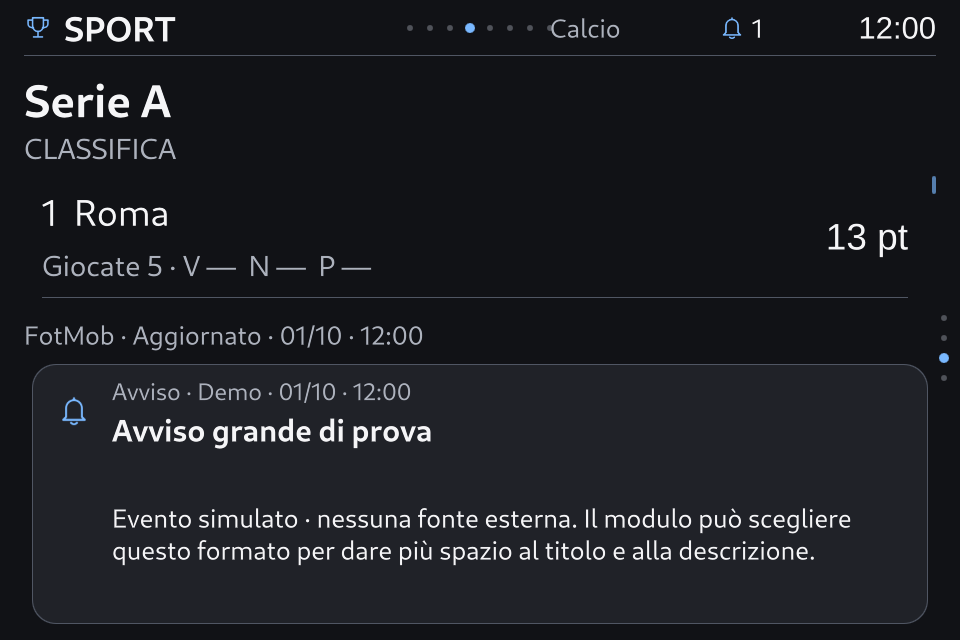 SPORT
Calcio
1
12:00
Serie A
CLASSIFICA
1 Roma
13 pt
Giocate 5 · V — N — P —
FotMob · Aggiornato · 01/10 · 12:00
Avviso · Demo · 01/10 · 12:00
Avviso grande di prova
Evento simulato · nessuna fonte esterna. Il modulo può scegliere
questo formato per dare più spazio al titolo e alla descrizione.